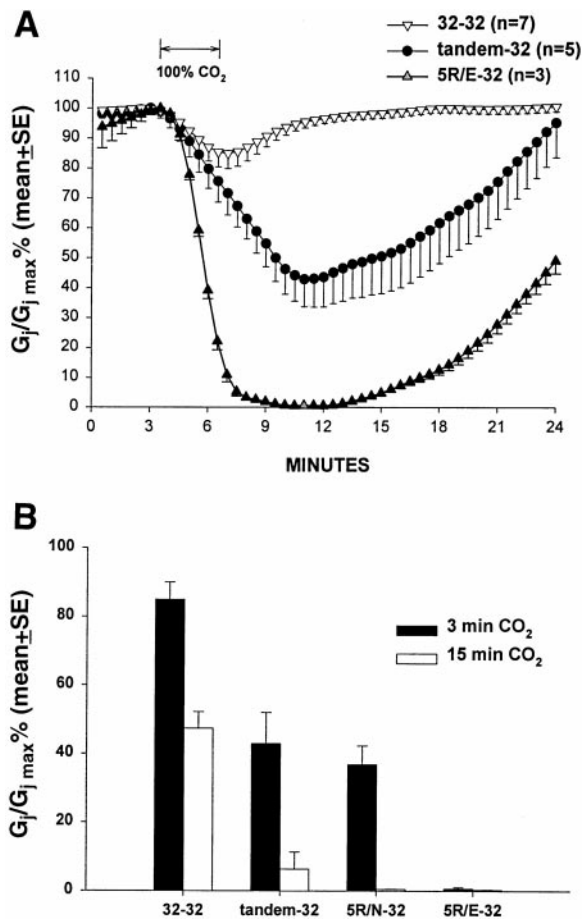 A
32-32 (n=7)
tandem-32 (n=5)
5R/E-32 (n=3)
100% CO2
110
100
90
80
70
60
50
40
30
20
10
0
Gj/Gj max% (mean±SE)
0 3 6 9 12 15 18 21 24
MINUTES
B
100
80
60
40
20
0
Gj/Gj max% (mean±SE)
3 min CO2
15 min CO2
32-32 tandem-32 5R/N-32 5R/E-32